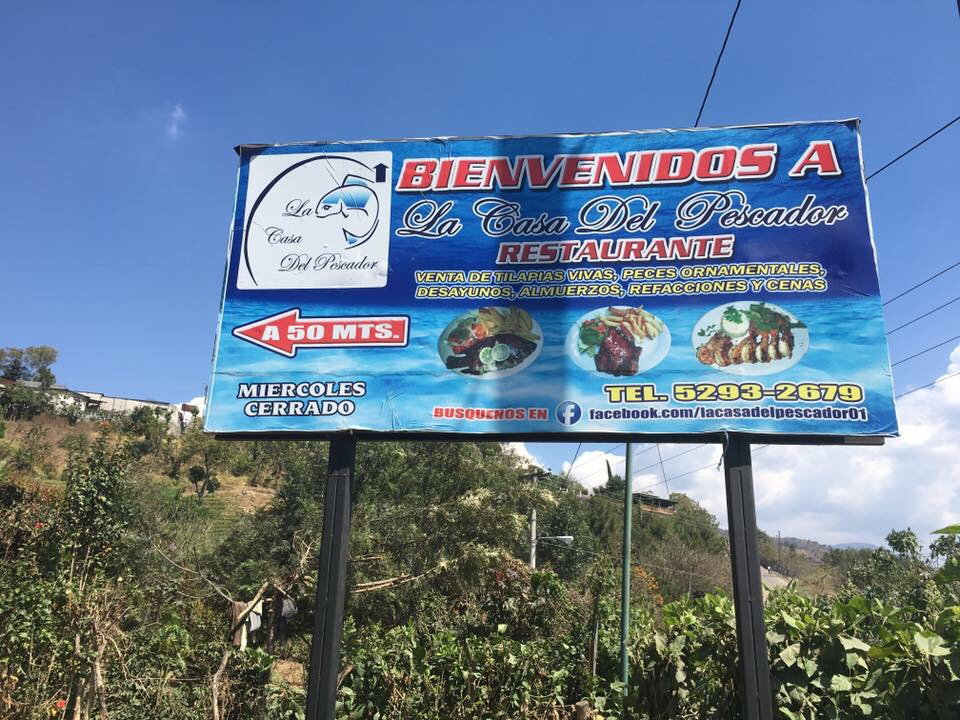 La
Casa
Del Pescador
BIENVENIDOS A
La Casa Del Pescador
RESTAURANTE
VENTA DE TILAPIAS VIVAS, PECES ORNAMENTALES,
DESAYUNOS, ALMUERZOS, REFACCIONES Y CENAS
A 50 MTS.
MIERCOLES
CERRADO
TEL. 5293-2679
BUSQUENOS EN f facebook.com/lacasadelpescador01